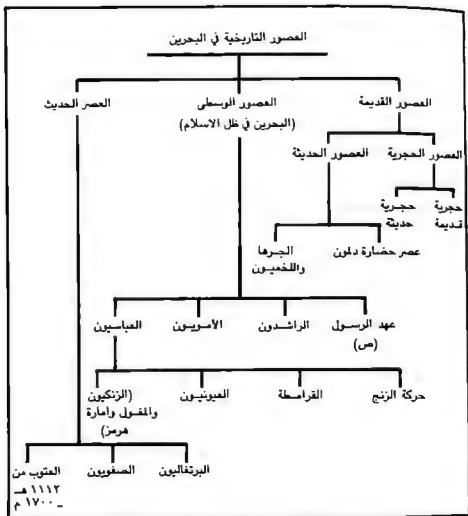 العصور التاريخية في البحرين
العصور القديمة
العصور الوسطى
(البحرين في ظل الاسلام)
العصر الحديث
العصور الحجرية
العصور الحديثة
حجرية
قديمة
حجرية
حديثة
عصر حضارة دلون
الجرها
واللخميون
عهد الرسول
(ص)
الراشدون
الأمويون
العباسيون
حركة الزنج
القرامطة
العيونيون
(الزنكيون
والمغول وامارة
هرمز)
البرتغاليون
الصفويون
العتوب من
١١١٢ هـ
ـ ١٧٠٠ م